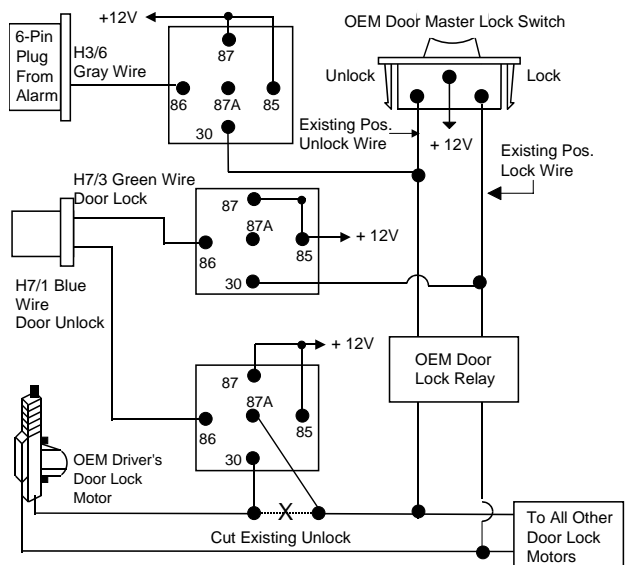 6-Pin
Plug
From
Alarm
H3/6
Gray Wire
+12V
87
86
87A
85
30
OEM Door Master Lock Switch
Unlock
Lock
+ 12V
Existing Pos.
Unlock Wire
Existing Pos.
Lock Wire
H7/3 Green Wire
Door Lock
87
87A
86
85
30
+ 12V
H7/1 Blue
Wire
Door Unlock
+ 12V
87
87A
86
85
30
OEM Door
Lock Relay
OEM Driver's
Door Lock
Motor
X
Cut Existing Unlock
To All Other
Door Lock
Motors